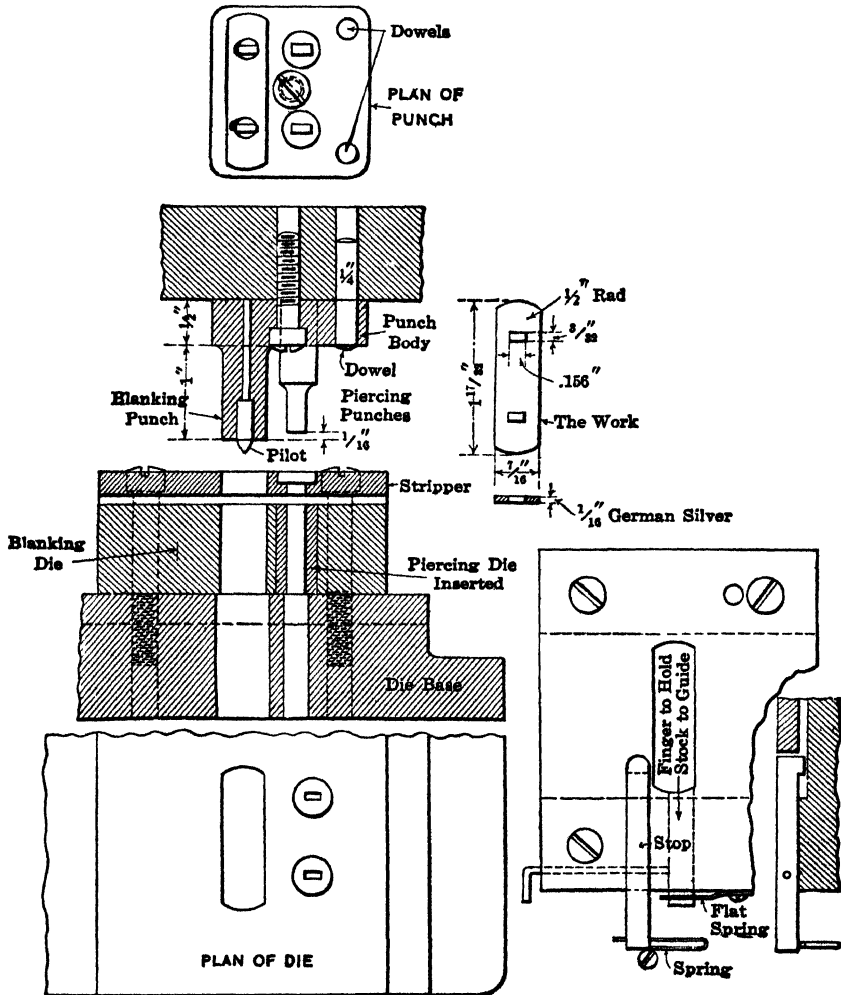 Dowels
PLAN OF
PUNCH
1/4"
1/2"
1"
Punch
Body
Dowel
Blanking
Punch
Piercing
Punches
1/16"
Pilot
1/2" Rad
3/32"
.156"
1 17/32"
The Work
7/16"
Stripper
1/16" German Silver
Blanking
Die
Piercing Die
Inserted
Die Base
Finger to Hold
Stock to Guide
Stop
Flat
Spring
Spring
PLAN OF DIE